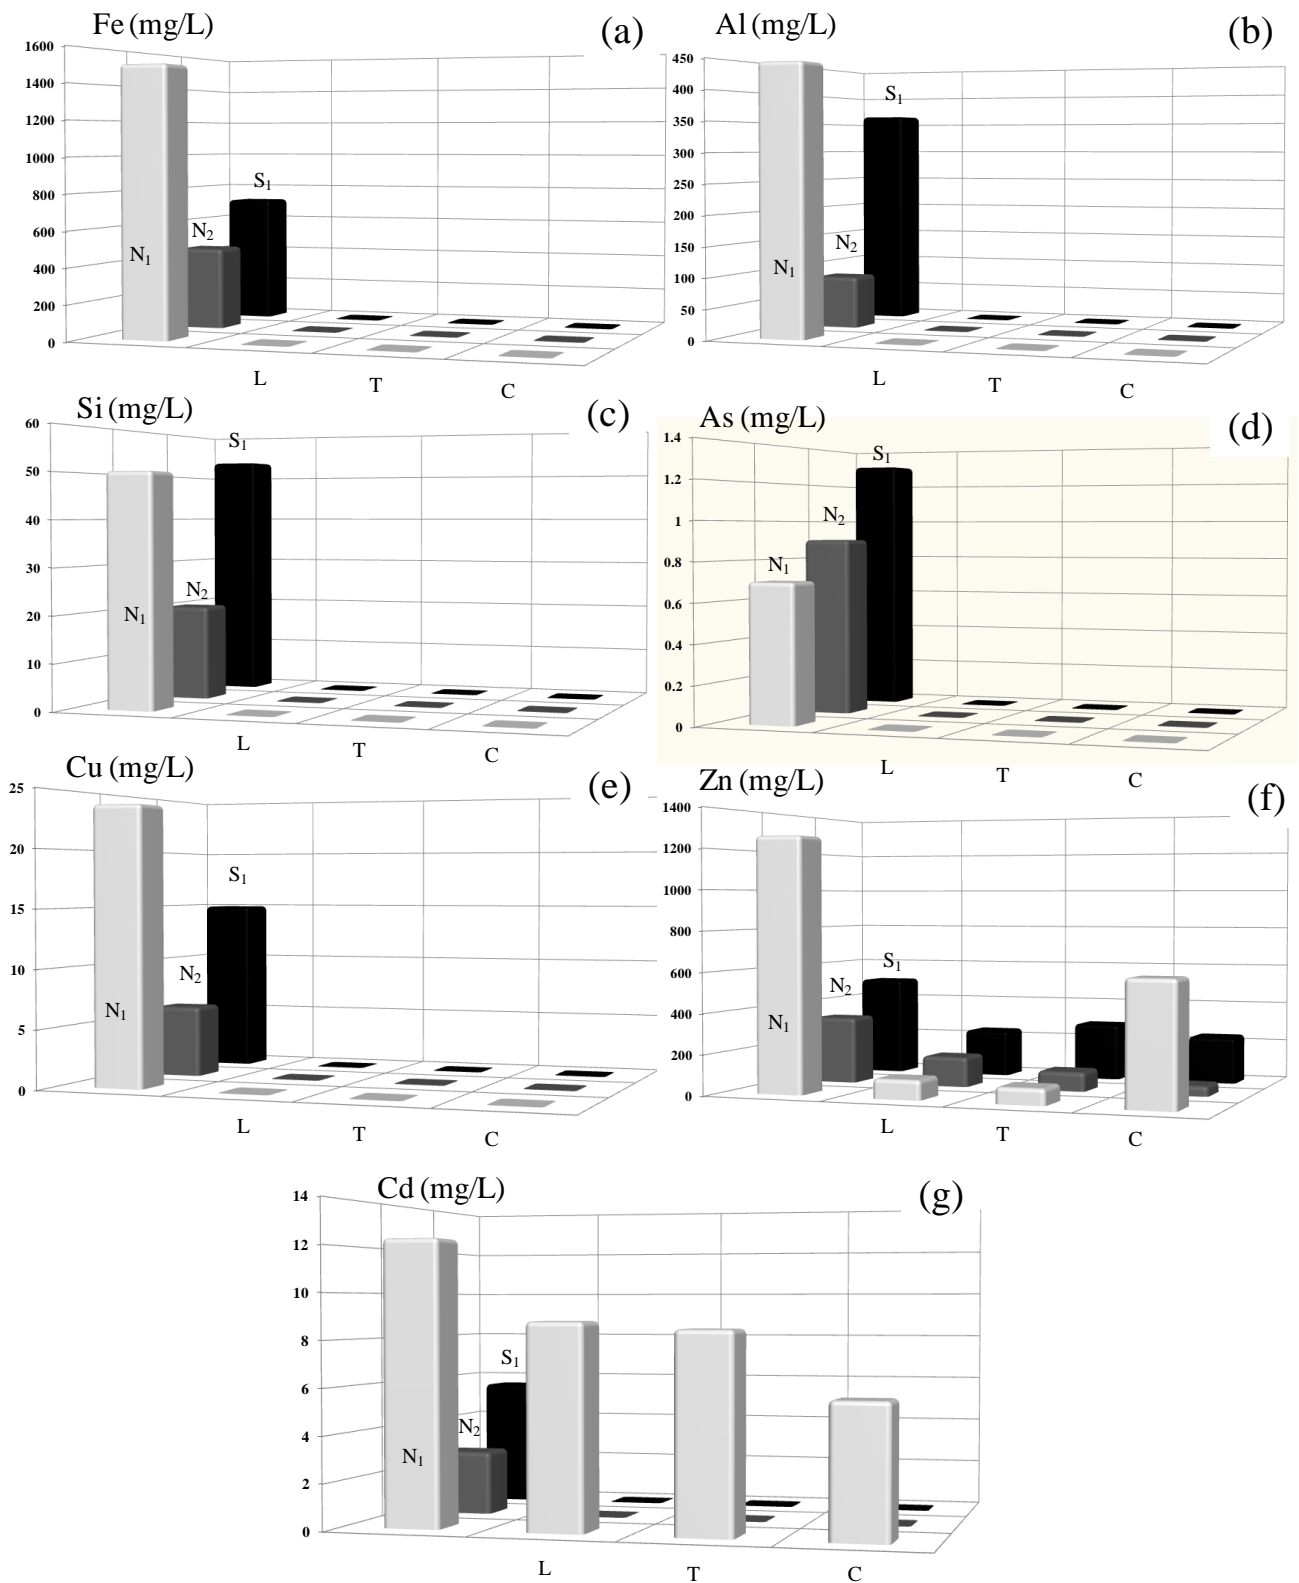 Fe (mg/L)
(a)
1600
1400
1200
1000
800
600
400
200
0
N1
N2
S1
L
T
C
Al (mg/L)
(b)
450
400
350
300
250
200
150
100
50
0
N1
N2
S1
L
T
C
Si (mg/L)
(c)
60
50
40
30
20
10
0
N1
N2
S1
L
T
C
As (mg/L)
(d)
1.4
1.2
1
0.8
0.6
0.4
0.2
0
N1
N2
S1
L
T
C
Cu (mg/L)
(e)
25
20
15
10
5
0
N1
N2
S1
L
T
C
Zn (mg/L)
(f)
1400
1200
1000
800
600
400
200
0
N1
N2
S1
L
T
C
Cd (mg/L)
(g)
14
12
10
8
6
4
2
0
N1
N2
S1
L
T
C